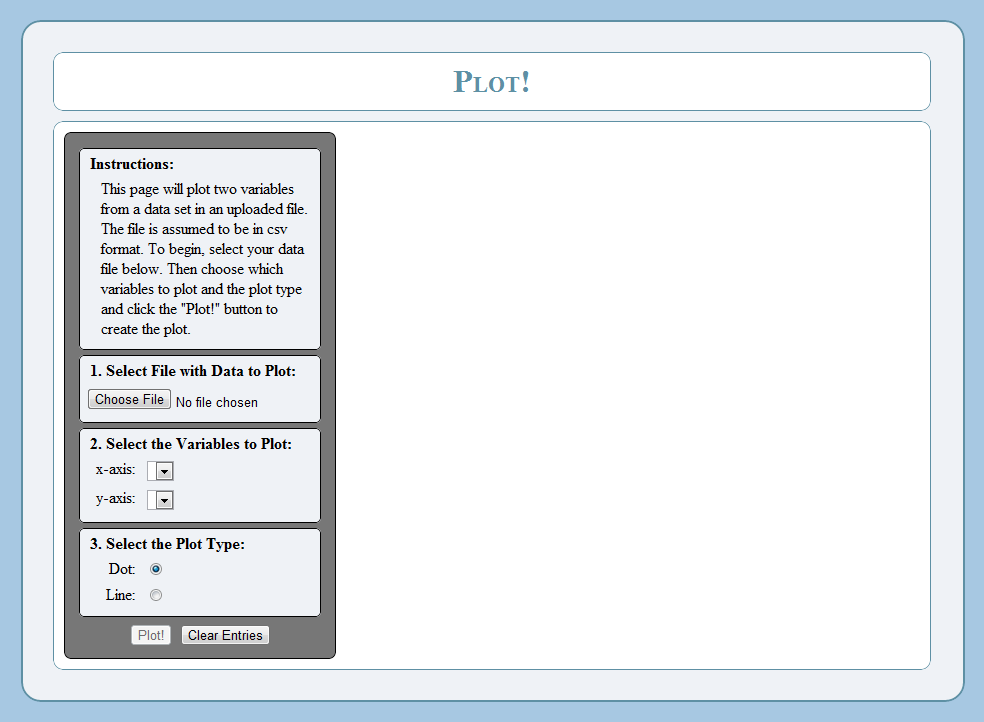 Plot!
Instructions:
This page will plot two variables
from a data set in an uploaded file.
The file is assumed to be in csv
format. To begin, select your data
file below. Then choose which
variables to plot and the plot type
and click the "Plot!" button to
create the plot.
1. Select File with Data to Plot:
Choose File No file chosen
2. Select the Variables to Plot:
x-axis:
y-axis:
3. Select the Plot Type:
Dot:
Line:
Plot! Clear Entries